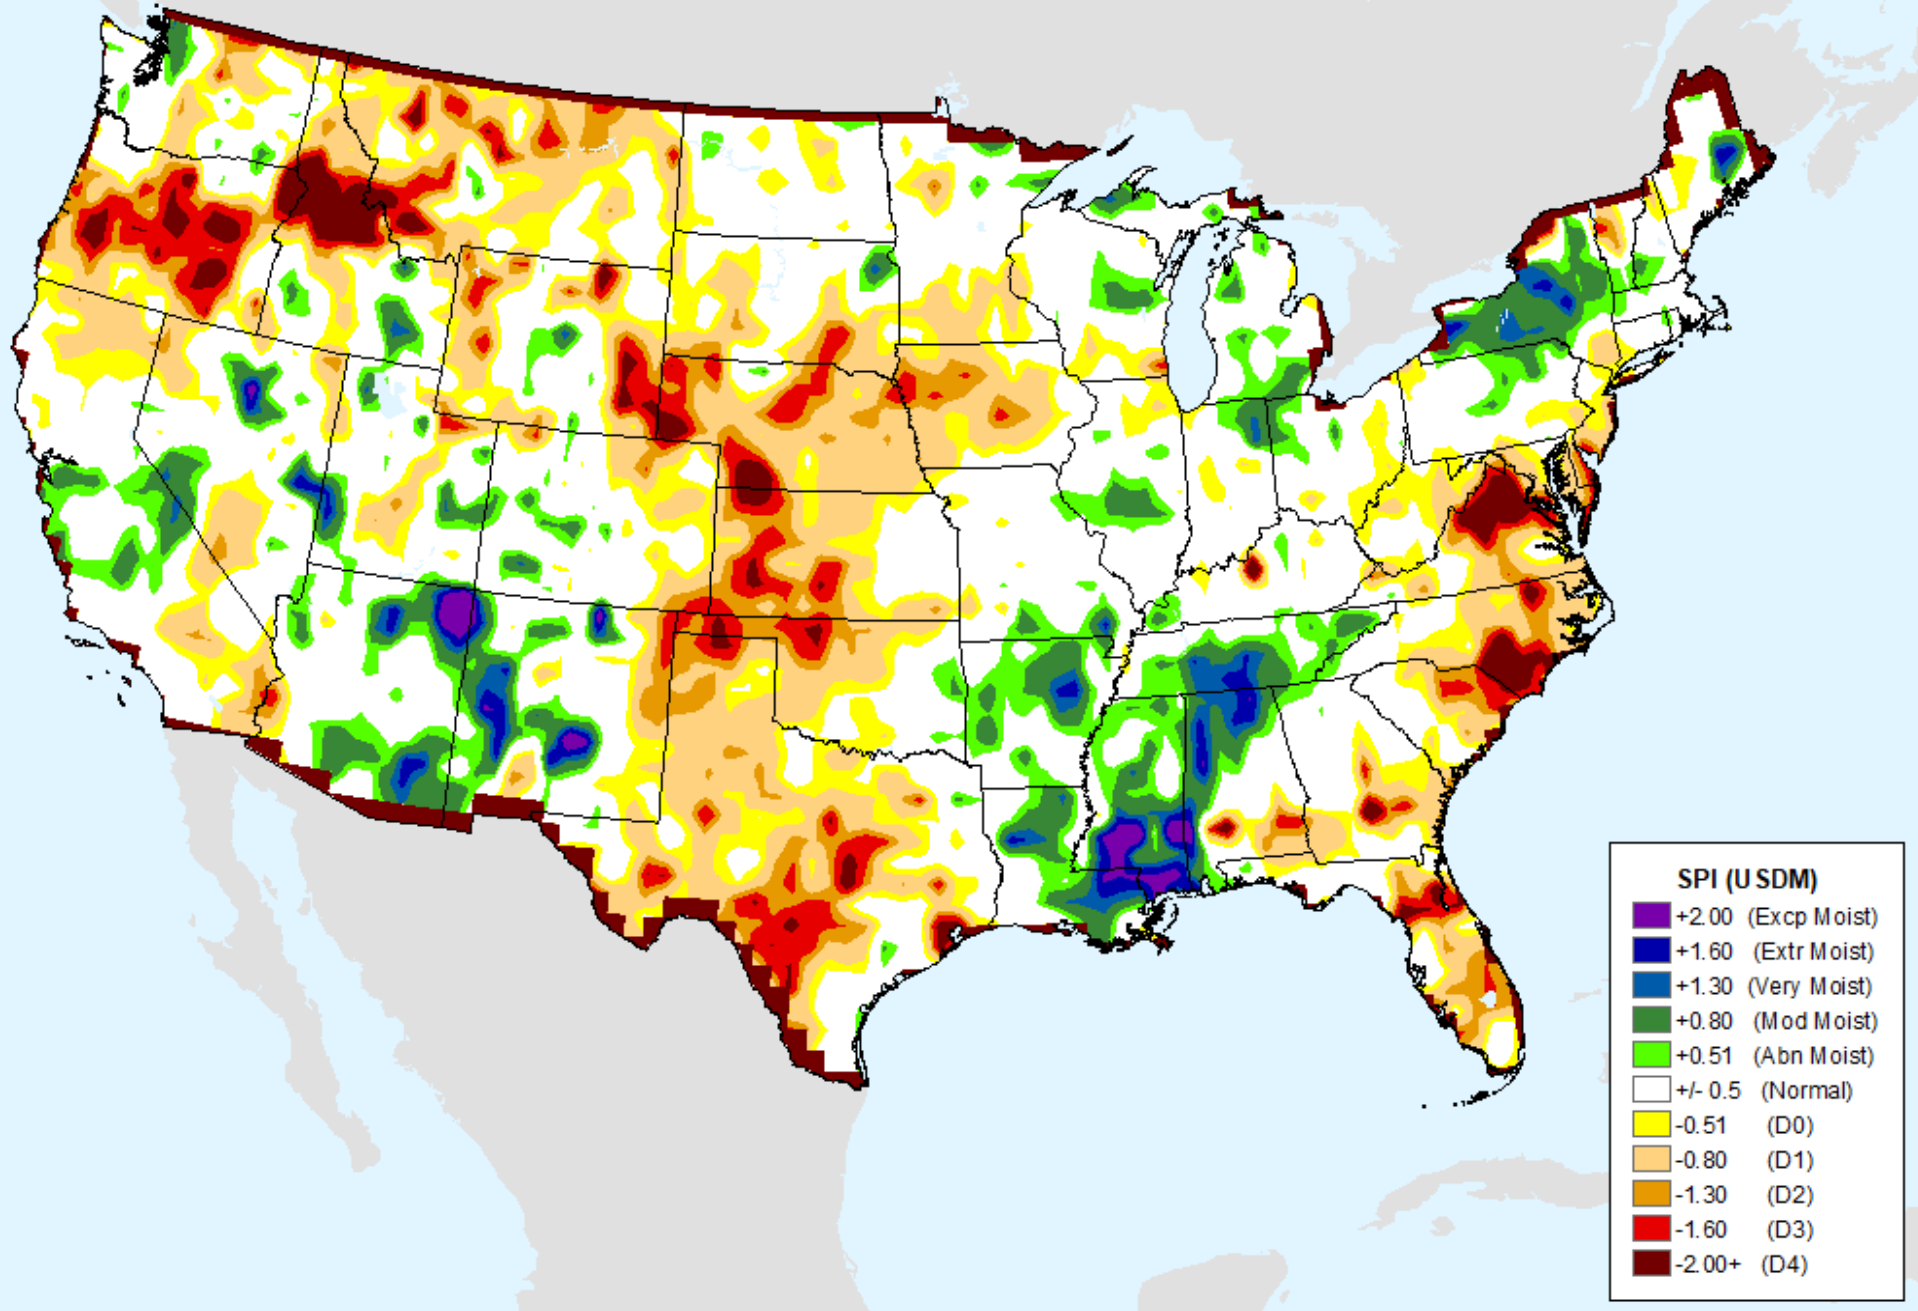 SPI (USDM)
+2.00 (Excp Moist)
+1.60 (Extr Moist)
+1.30 (Very Moist)
+0.80 (Mod Moist)
+0.51 (Abn Moist)
+/- 0.5 (Normal)
-0.51 (D0)
-0.80 (D1)
-1.30 (D2)
-1.60 (D3)
-2.00+ (D4)